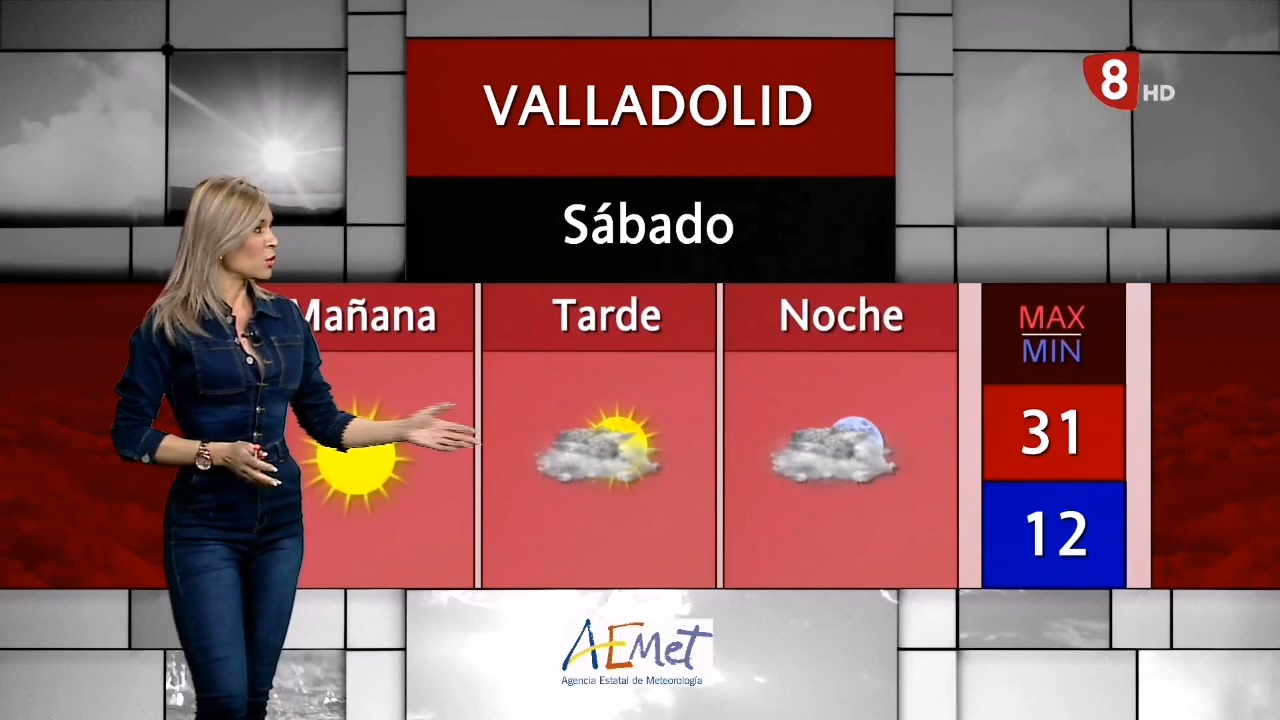 VALLADOLID
8 HD
Sábado
Mañana
Tarde
Noche
MAX
MIN
31
12
AEMet
Agencia Estatal de Meteorología